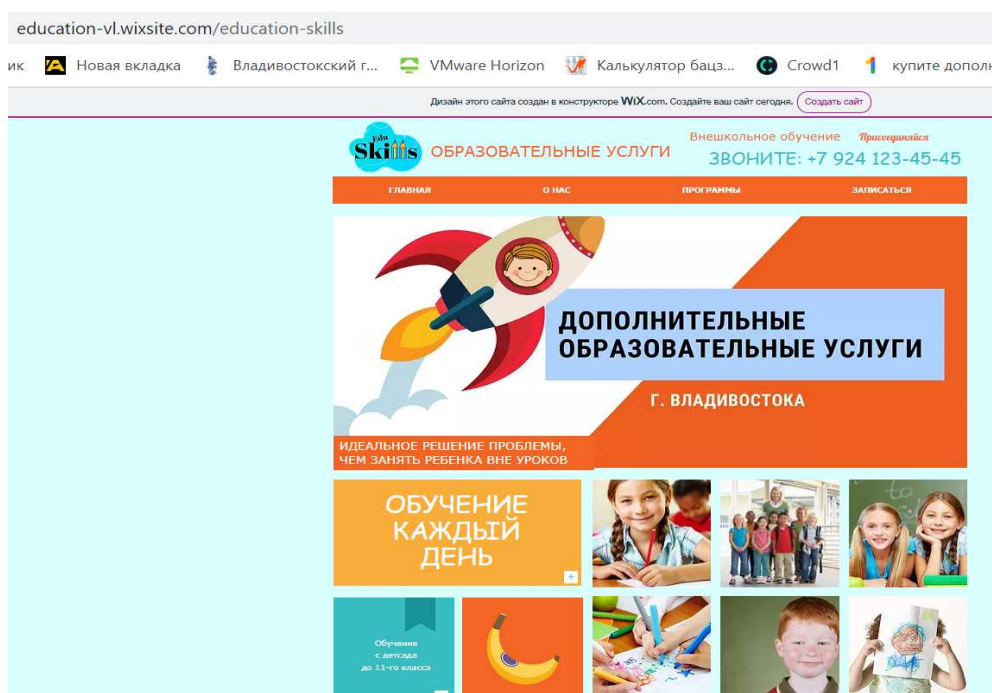 education-vl.wixsite.com/education-skills
ик Новая вкладка Владивостокский г... VMware Horizon Калькулятор бацз... Crowd1 купите дополн
Дизайн этого сайта создан в конструкторе WiX.com. Создайте ваш сайт сегодня. Создать сайт
Edu
Skills
ОБРАЗОВАТЕЛЬНЫЕ УСЛУГИ
Внешкольное обучение Присоединяйся
ЗВОНИТЕ: +7 924 123-45-45
ГЛАВНАЯ О НАС ПРОГРАММЫ ЗАПИСАТЬСЯ
ДОПОЛНИТЕЛЬНЫЕ
ОБРАЗОВАТЕЛЬНЫЕ УСЛУГИ
Г. ВЛАДИВОСТОКА
ИДЕАЛЬНОЕ РЕШЕНИЕ ПРОБЛЕМЫ,
ЧЕМ ЗАНЯТЬ РЕБЕНКА ВНЕ УРОКОВ
ОБУЧЕНИЕ
КАЖДЫЙ
ДЕНЬ
to
Обучение
с детсада
до 11-го класса